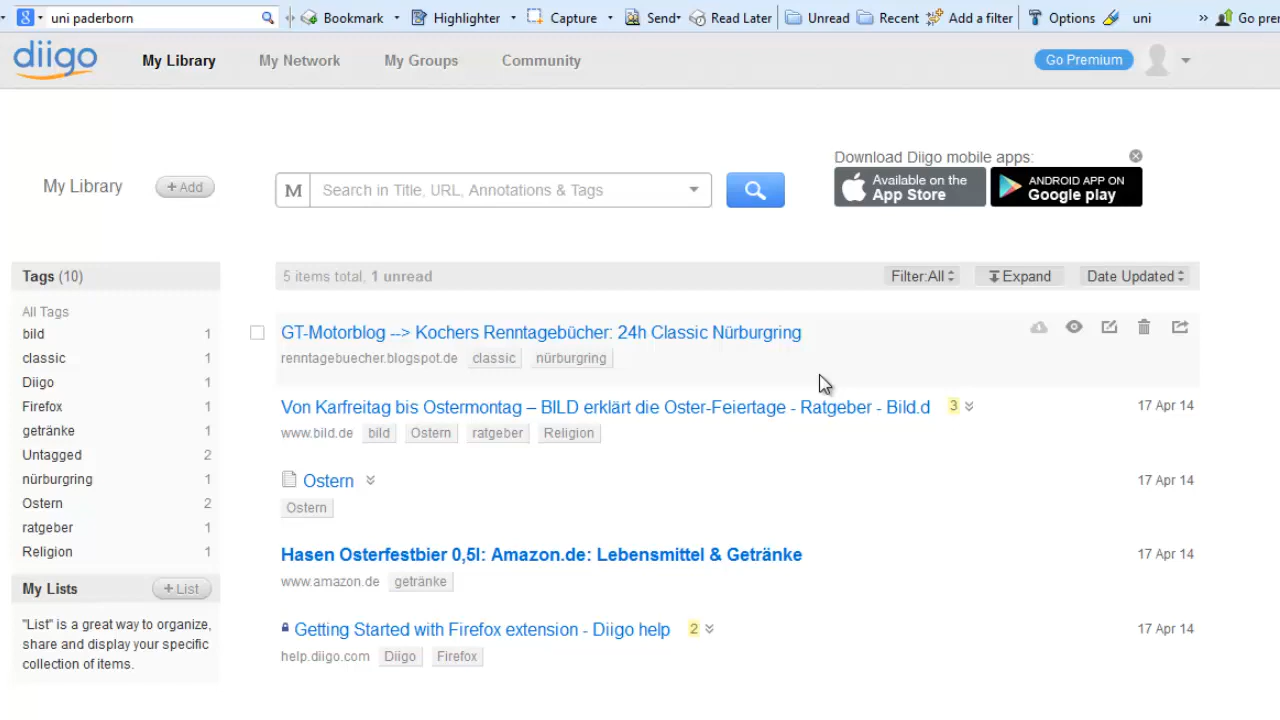 uni paderborn Bookmark Highlighter Capture Send Read Later Unread Recent Add a filter Options uni » Go pre
diigo My Library My Network My Groups Community Go Premium
Download Diigo mobile apps:
My Library + Add M Search in Title, URL, Annotations & Tags Available on the App Store ANDROID APP ON Google play
Tags (10) 5 items total, 1 unread Filter:All Expand Date Updated
All Tags
bild 1
classic 1
Diigo 1
Firefox 1
getränke 1
Untagged 2
nürburgring 1
Ostern 2
ratgeber 1
Religion 1
My Lists + List
"List" is a great way to organize,
share and display your specific
collection of items.
GT-Motorblog --> Kochers Renntagebücher: 24h Classic Nürburgring
renntagebuecher.blogspot.de classic nürburgring
Von Karfreitag bis Ostermontag – BILD erklärt die Oster-Feiertage - Ratgeber - Bild.d 3 17 Apr 14
www.bild.de bild Ostern ratgeber Religion
Ostern 17 Apr 14
Ostern
Hasen Osterfestbier 0,5l: Amazon.de: Lebensmittel & Getränke 17 Apr 14
www.amazon.de getränke
Getting Started with Firefox extension - Diigo help 2 17 Apr 14
help.diigo.com Diigo Firefox